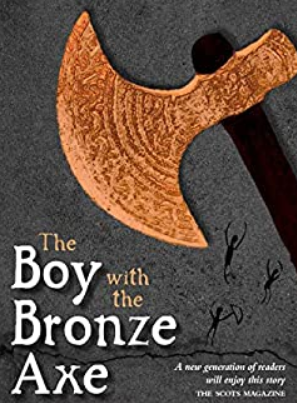 The
Boy with
the
Bronze
Axe
A new generation of readers
will enjoy this story
THE SCOTS MAGAZINE